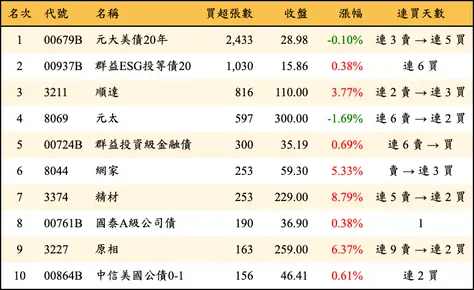 名次 代號 名稱 買超張數 收盤 漲幅 連買天數
1 00679B 元大美債20年 2,433 28.98 -0.10% 連 3 賣 → 連 5 買
2 00937B 群益ESG投等債20 1,030 15.86 0.38% 連 6 買
3 3211 順達 816 110.00 3.77% 連 2 賣 → 連 3 買
4 8069 元太 597 300.00 -1.69% 連 6 賣 → 連 2 買
5 00724B 群益投資級金融債 300 35.19 0.69% 連 6 賣 → 買
6 8044 網家 253 59.30 5.33% 賣 → 連 3 買
7 3374 精材 253 229.00 8.79% 連 5 賣 → 連 2 買
8 00761B 國泰A級公司債 190 36.90 0.38% 1
9 3227 原相 163 259.00 6.37% 連 9 賣 → 連 2 買
10 00864B 中信美國公債0-1 156 46.41 0.61% 連 2 買